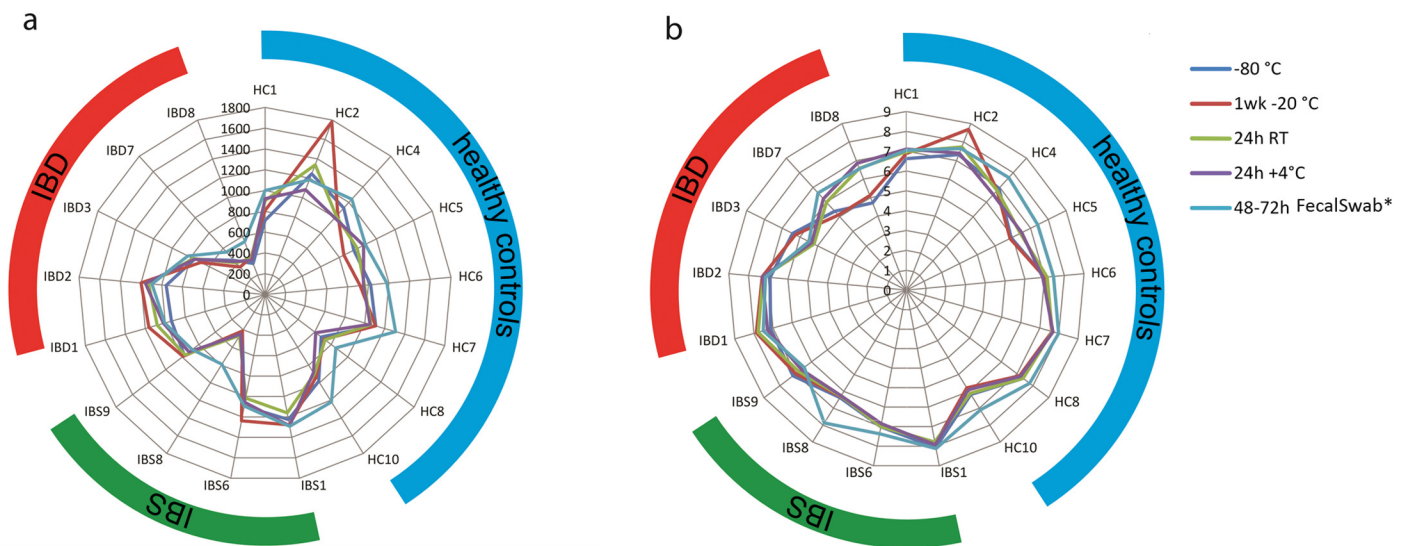 a
IBD
healthy controls
IBS
HC1
HC2
HC4
HC5
HC6
HC7
HC8
HC10
IBS1
IBS6
IBS8
IBS9
IBD1
IBD2
IBD3
IBD7
IBD8
1800
1600
1400
1200
1000
800
600
400
200
0
b
IBD
healthy controls
IBS
HC1
HC2
HC4
HC5
HC6
HC7
HC8
HC10
IBS1
IBS6
IBS8
IBS9
IBD1
IBD2
IBD3
IBD7
IBD8
9
8
7
6
5
4
3
2
1
0
-80 °C
1wk -20 °C
24h RT
24h +4°C
48-72h FecalSwab*